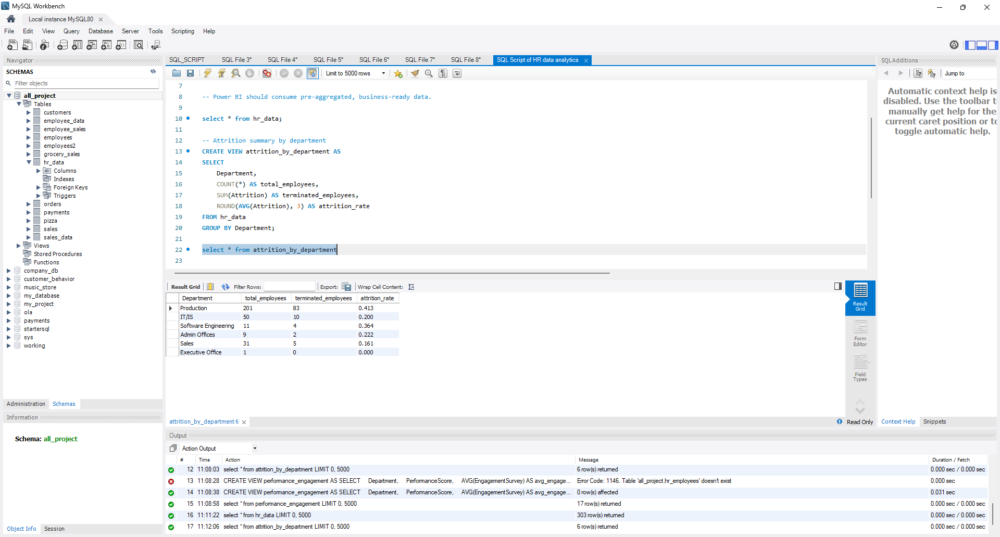 MySQL Workbench
Local instance MySQL80
File Edit View Query Database Server Tools Scripting Help
Navigator
SCHEMAS
Filter objects
all_project
Tables
customers
employee_data
employee_sales
employees
employees2
grocery_sales
hr_data
Columns
Indexes
Foreign Keys
Triggers
orders
payments
pizza
sales
sales_data
Views
Stored Procedures
Functions
company_db
customer_behavior
music_store
my_database
my_project
ola
payments
startersql
sys
working
Administration Schemas
Information
Schema: all_project
Object Info Session
SQL_SCRIPT SQL File 3* SQL File 4* SQL File 5* SQL File 6* SQL File 7* SQL File 8* SQL Script of HR data analytics
Limit to 5000 rows
7
8 -- Power BI should consume pre-aggregated, business-ready data.
9
10 select * from hr_data;
11
12 -- Attrition summary by department
13 CREATE VIEW attrition_by_department AS
14 SELECT
15 Department,
16 COUNT(*) AS total_employees,
17 SUM(Attrition) AS terminated_employees,
18 ROUND(AVG(Attrition), 3) AS attrition_rate
19 FROM hr_data
20 GROUP BY Department;
21
22 select * from attrition_by_department
23
Result Grid Filter Rows: Export: Wrap Cell Content:
Department total_employees terminated_employees attrition_rate
Production 201 83 0.413
IT/IS 50 10 0.200
Software Engineering 11 4 0.364
Admin Offices 9 2 0.222
Sales 31 5 0.161
Executive Office 1 0 0.000
Result
Grid
Form
Editor
Field
Types
attrition_by_department 6
Read Only
SQLAdditions
Jump to
Automatic context help is
disabled. Use the toolbar
manually get help for the
current caret position or
toggle automatic help.
Context Help Snippets
Output
Action Output
# Time Action Message Duration / Fetch
12 11:08:03 select * from attrition_by_department LIMIT 0, 5000 6 row(s) returned 0.000 sec / 0.000 sec
13 11:08:28 CREATE VIEW performance_engagement AS SELECT Department, PerformanceScore, AVG(EngagementSurvey) AS avg_engage... Error Code: 1146. Table 'all_project.hr_employees' doesn't exist 0.000 sec
14 11:08:38 CREATE VIEW performance_engagement AS SELECT Department, PerformanceScore, AVG(EngagementSurvey) AS avg_engage... 0 row(s) affected 0.031 sec
15 11:08:58 select * from performance_engagement LIMIT 0, 5000 17 row(s) returned 0.000 sec / 0.000 sec
16 11:11:22 select * from hr_data LIMIT 0, 5000 303 row(s) returned 0.000 sec / 0.000 sec
17 11:12:06 select * from attrition_by_department LIMIT 0, 5000 6 row(s) returned 0.000 sec / 0.000 sec